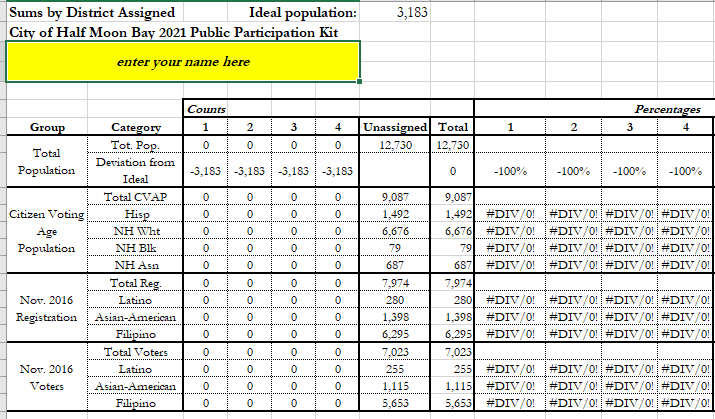 Sums by District Assigned Ideal population: 3,183
City of Half Moon Bay 2021 Public Participation Kit
enter your name here
Counts Percentages
Group Category 1 2 3 4 Unassigned Total 1 2 3 4
Total Population Tot. Pop. 0 0 0 0 12,730 12,730
Deviation from Ideal -3,183 -3,183 -3,183 -3,183 0 -100% -100% -100% -100%
Citizen Voting Age Population Total CVAP 0 0 0 0 9,087 9,087
Hisp 0 0 0 0 1,492 1,492 #DIV/0! #DIV/0! #DIV/0! #DIV/0!
NH Wht 0 0 0 0 6,676 6,676 #DIV/0! #DIV/0! #DIV/0! #DIV/0!
NH Blk 0 0 0 0 79 79 #DIV/0! #DIV/0! #DIV/0! #DIV/0!
NH Asn 0 0 0 0 687 687 #DIV/0! #DIV/0! #DIV/0! #DIV/0!
Nov. 2016 Registration Total Reg. 0 0 0 0 7,974 7,974
Latino 0 0 0 0 280 280 #DIV/0! #DIV/0! #DIV/0! #DIV/0!
Asian-American 0 0 0 0 1,398 1,398 #DIV/0! #DIV/0! #DIV/0! #DIV/0!
Filipino 0 0 0 0 6,295 6,295 #DIV/0! #DIV/0! #DIV/0! #DIV/0!
Nov. 2016 Voters Total Voters 0 0 0 0 7,023 7,023
Latino 0 0 0 0 255 255 #DIV/0! #DIV/0! #DIV/0! #DIV/0!
Asian-American 0 0 0 0 1,115 1,115 #DIV/0! #DIV/0! #DIV/0! #DIV/0!
Filipino 0 0 0 0 5,653 5,653 #DIV/0! #DIV/0! #DIV/0! #DIV/0!